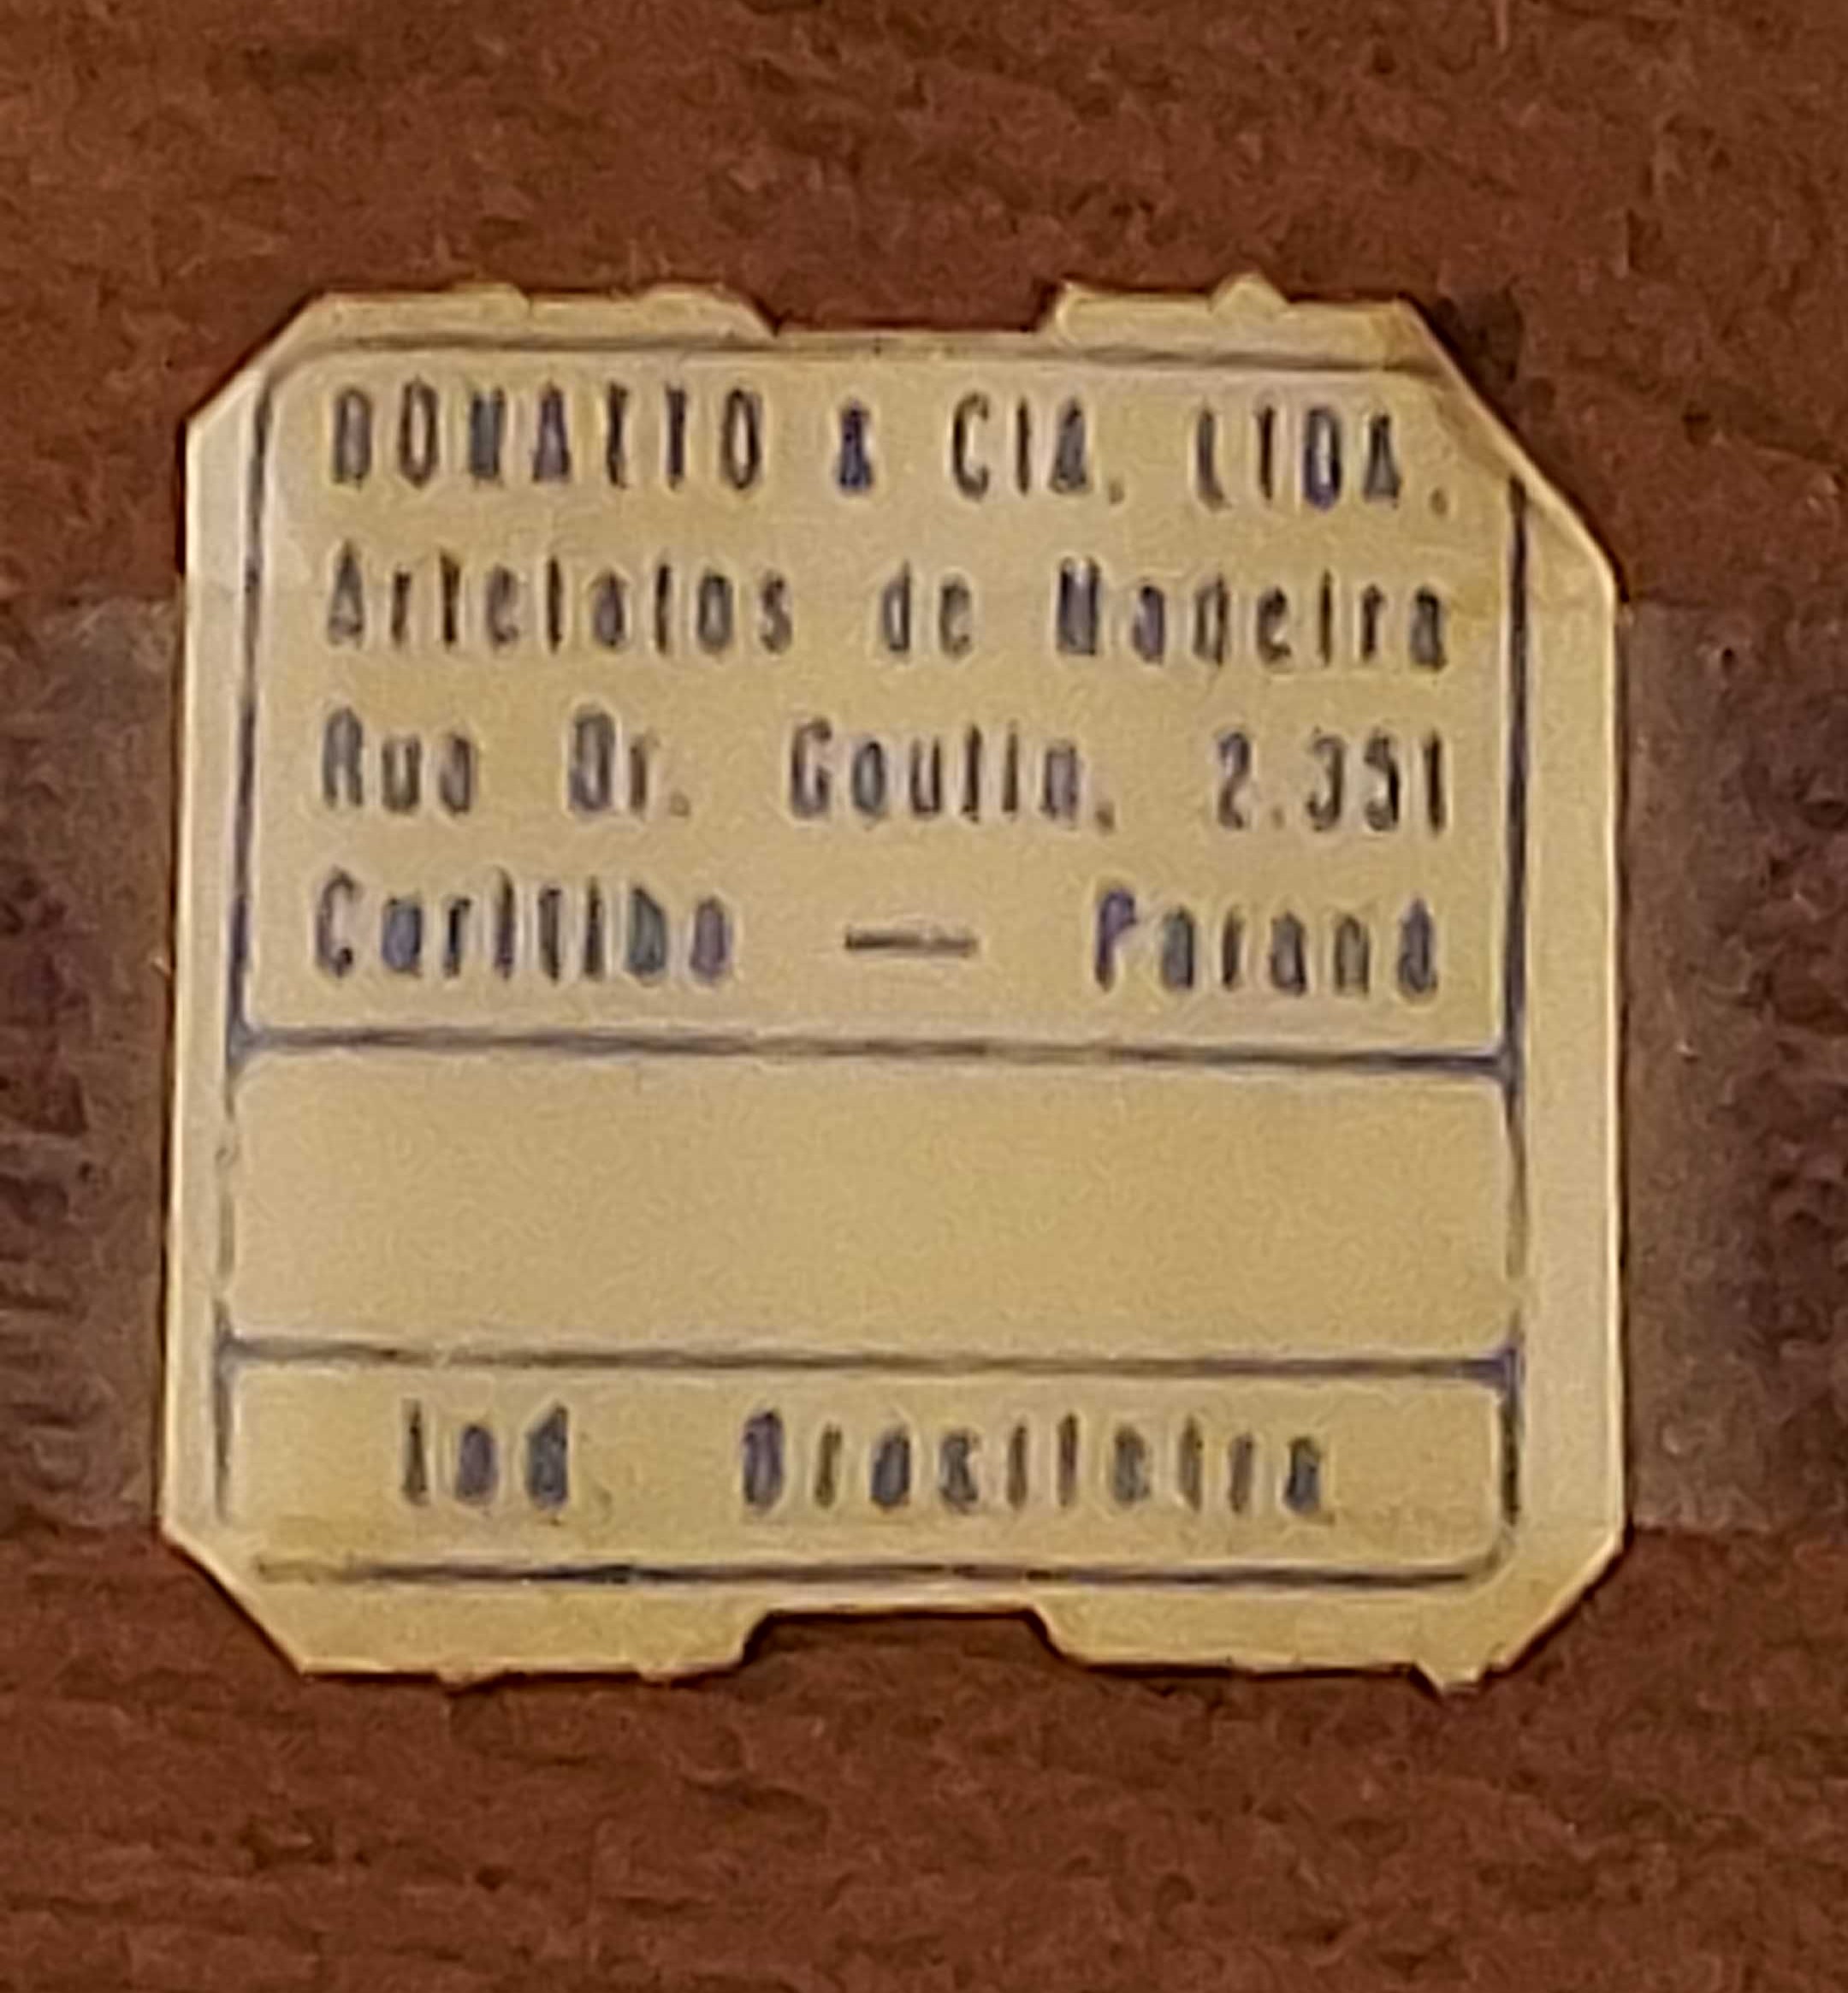 DONATTO & CIA. LTDA.
Artefatos de Madeira
Rua Dr. Goulin, 2.351
Curitiba — Paraná
Ind. Brasileira